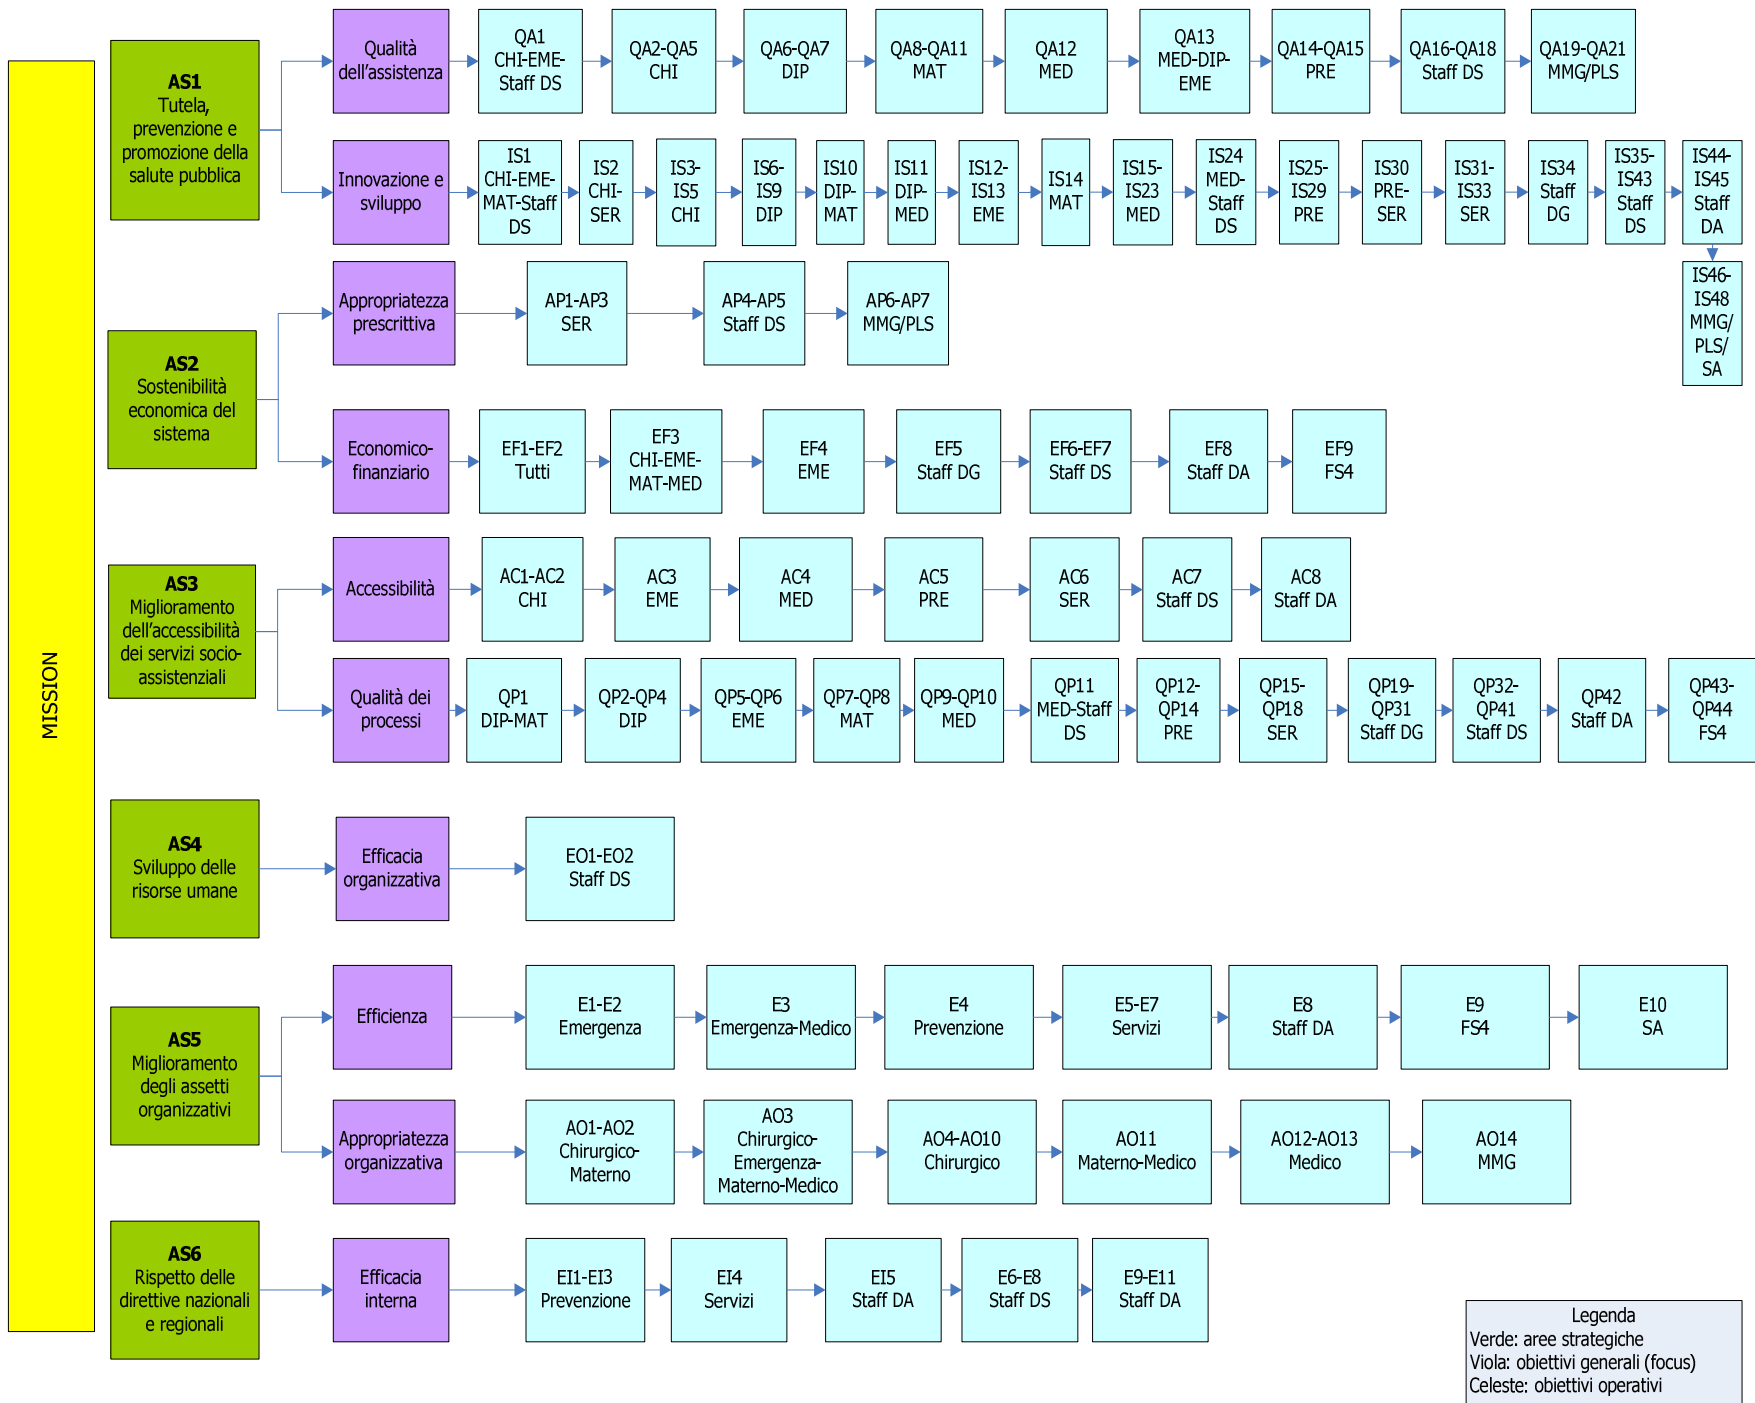 MISSION
AS1
Tutela,
prevenzione e
promozione della
salute pubblica
Qualità
dell'assistenza
QA1
CHI-EME-
Staff DS
QA2-QA5
CHI
QA6-QA7
DIP
QA8-QA11
MAT
QA12
MED
QA13
MED-DIP-
EME
QA14-QA15
PRE
QA16-QA18
Staff DS
QA19-QA21
MMG/PLS
Innovazione e
sviluppo
IS1
CHI-EME-
MAT-Staff
DS
IS2
CHI-
SER
IS3-
IS5
CHI
IS6-
IS9
DIP
IS10
DIP-
MAT
IS11
DIP-
MED
IS12-
IS13
EME
IS14
MAT
IS15-
IS23
MED
IS24
MED-
Staff
DS
IS25-
IS29
PRE
IS30
PRE-
SER
IS31-
IS33
SER
IS34
Staff
DG
IS35-
IS43
Staff
DS
IS44-
IS45
Staff
DA
IS46-
IS48
MMG/
PLS/
SA
AS2
Sostenibilità
economica del
sistema
Appropriatezza
prescrittiva
AP1-AP3
SER
AP4-AP5
Staff DS
AP6-AP7
MMG/PLS
Economico-
finanziario
EF1-EF2
Tutti
EF3
CHI-EME-
MAT-MED
EF4
EME
EF5
Staff DG
EF6-EF7
Staff DS
EF8
Staff DA
EF9
FS4
AS3
Miglioramento
dell'accessibilità
dei servizi socio-
assistenziali
Accessibilità
AC1-AC2
CHI
AC3
EME
AC4
MED
AC5
PRE
AC6
SER
AC7
Staff DS
AC8
Staff DA
Qualità dei
processi
QP1
DIP-MAT
QP2-QP4
DIP
QP5-QP6
EME
QP7-QP8
MAT
QP9-QP10
MED
QP11
MED-Staff
DS
QP12-
QP14
PRE
QP15-
QP18
SER
QP19-
QP31
Staff DG
QP32-
QP41
Staff DS
QP42
Staff DA
QP43-
QP44
FS4
AS4
Sviluppo delle
risorse umane
Efficacia
organizzativa
EO1-EO2
Staff DS
AS5
Miglioramento
degli assetti
organizzativi
Efficienza
E1-E2
Emergenza
E3
Emergenza-Medico
E4
Prevenzione
E5-E7
Servizi
E8
Staff DA
E9
FS4
E10
SA
Appropriatezza
organizzativa
AO1-AO2
Chirurgico-
Materno
AO3
Chirurgico-
Emergenza-
Materno-Medico
AO4-AO10
Chirurgico
AO11
Materno-Medico
AO12-AO13
Medico
AO14
MMG
AS6
Rispetto delle
direttive nazionali
e regionali
Efficacia
interna
EI1-EI3
Prevenzione
EI4
Servizi
EI5
Staff DA
E6-E8
Staff DS
E9-E11
Staff DA
Legenda
Verde: aree strategiche
Viola: obiettivi generali (focus)
Celeste: obiettivi operativi